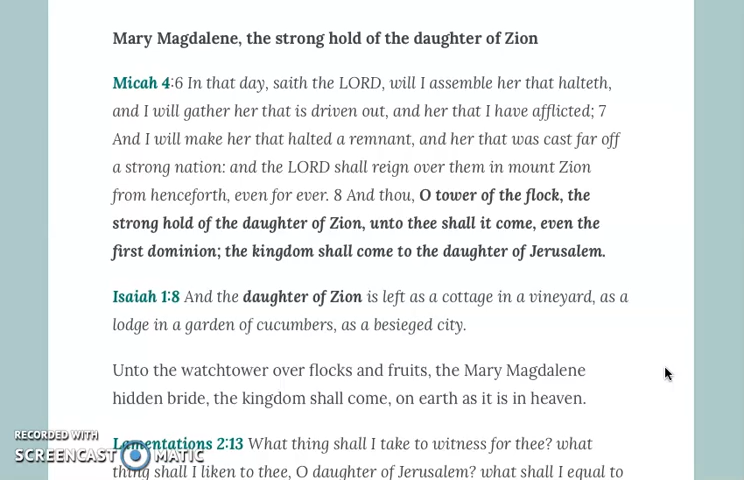 Mary Magdalene, the strong hold of the daughter of Zion
Micah 4:6 In that day, saith the LORD, will I assemble her that halteth,
and I will gather her that is driven out, and her that I have afflicted; 7
And I will make her that halted a remnant, and her that was cast far off
a strong nation: and the LORD shall reign over them in mount Zion
from henceforth, even for ever. 8 And thou, O tower of the flock, the
strong hold of the daughter of Zion, unto thee shall it come, even the
first dominion; the kingdom shall come to the daughter of Jerusalem.
Isaiah 1:8 And the daughter of Zion is left as a cottage in a vineyard, as a
lodge in a garden of cucumbers, as a besieged city.
Unto the watchtower over flocks and fruits, the Mary Magdalene
hidden bride, the kingdom shall come, on earth as it is in heaven.
RECORDED WITH
Lamentations 2:13 What thing shall I take to witness for thee? what
SCREENCAST MATIC
thing shall I liken to thee, O daughter of Jerusalem? what shall I equal to